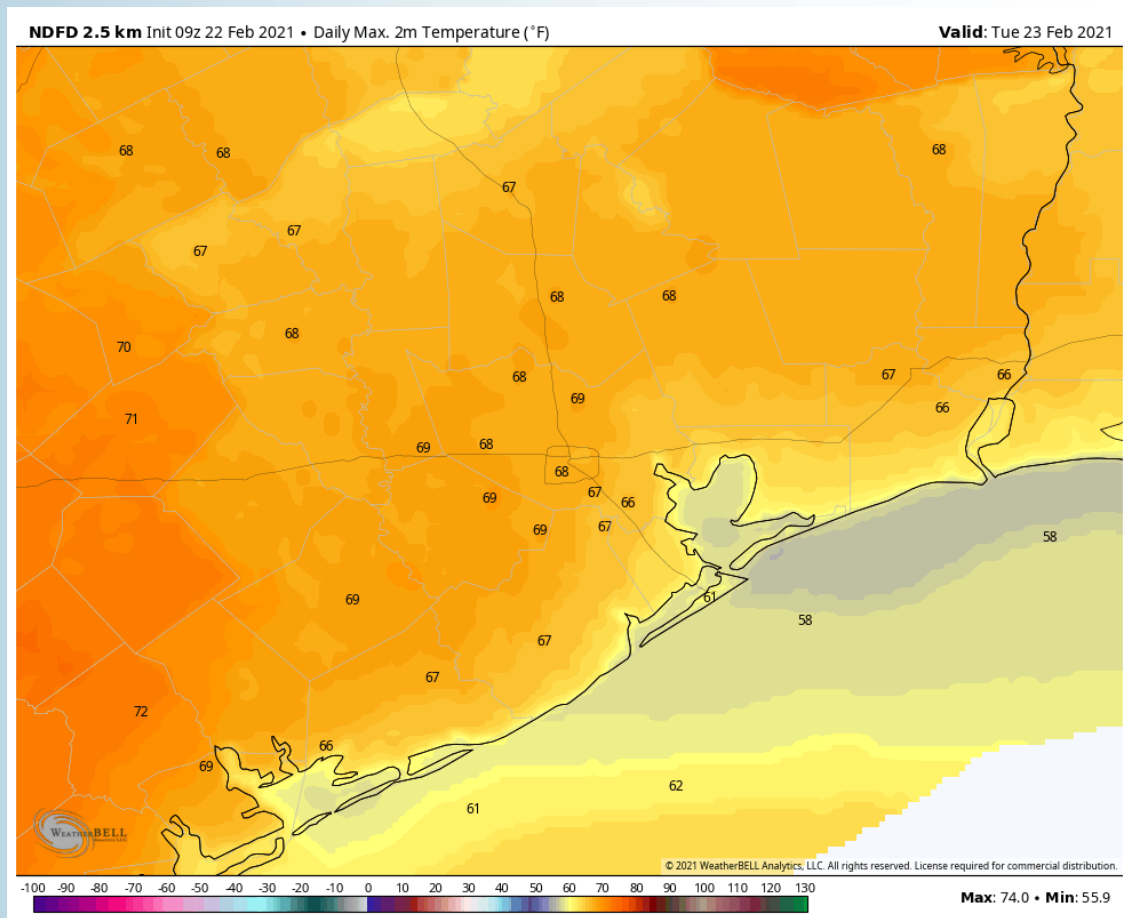 NDFD 2.5 km Init 09z 22 Feb 2021 • Daily Max. 2m Temperature (°F)
Valid: Tue 23 Feb 2021
68 68 68
67
67
67
68 68
68
70
68 67 66
69
71 66
69 68
68
69 67 66
69 67
58
69 61
58
67
67
72
66
69
62
61
WEATHERBELL
© 2021 WeatherBELL Analytics, LLC. All rights reserved. License required for commercial distribution.
-100 -90 -80 -70 -60 -50 -40 -30 -20 -10 0 10 20 30 40 50 60 70 80 90 100 110 120 130
Max: 74.0 • Min: 55.9